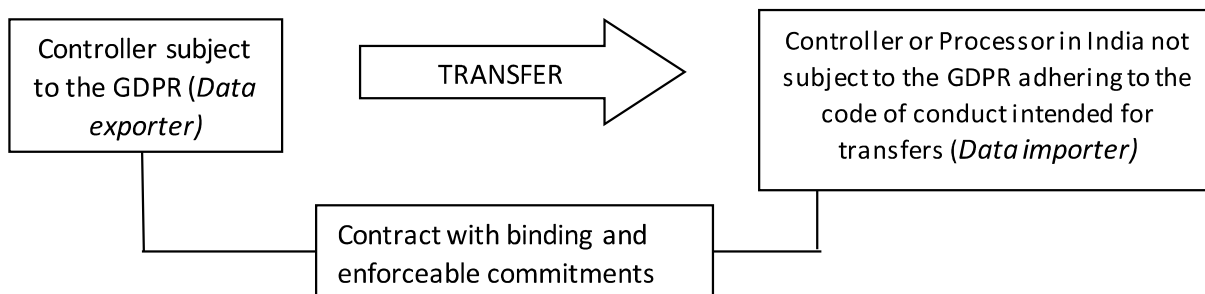 Controller subject
to the GDPR (Data
exporter)
TRANSFER
Controller or Processor in India not
subject to the GDPR adhering to the
code of conduct intended for
transfers (Data importer)
Contract with binding and
enforceable commitments